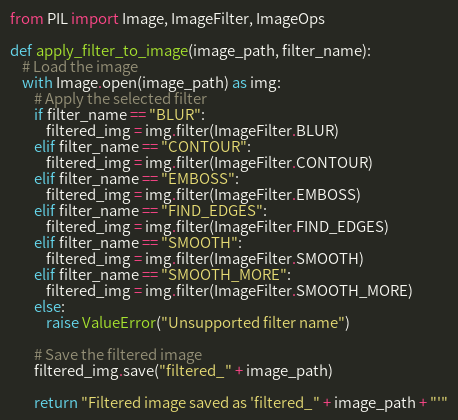 from PIL import Image, ImageFilter, ImageOps

def apply_filter_to_image(image_path, filter_name):
    # Load the image
    with Image.open(image_path) as img:
        # Apply the selected filter
        if filter_name == "BLUR":
            filtered_img = img.filter(ImageFilter.BLUR)
        elif filter_name == "CONTOUR":
            filtered_img = img.filter(ImageFilter.CONTOUR)
        elif filter_name == "EMBOSS":
            filtered_img = img.filter(ImageFilter.EMBOSS)
        elif filter_name == "FIND_EDGES":
            filtered_img = img.filter(ImageFilter.FIND_EDGES)
        elif filter_name == "SMOOTH":
            filtered_img = img.filter(ImageFilter.SMOOTH)
        elif filter_name == "SMOOTH_MORE":
            filtered_img = img.filter(ImageFilter.SMOOTH_MORE)
        else:
            raise ValueError("Unsupported filter name")

        # Save the filtered image
        filtered_img.save("filtered_" + image_path)

        return "Filtered image saved as 'filtered_" + image_path + "'"